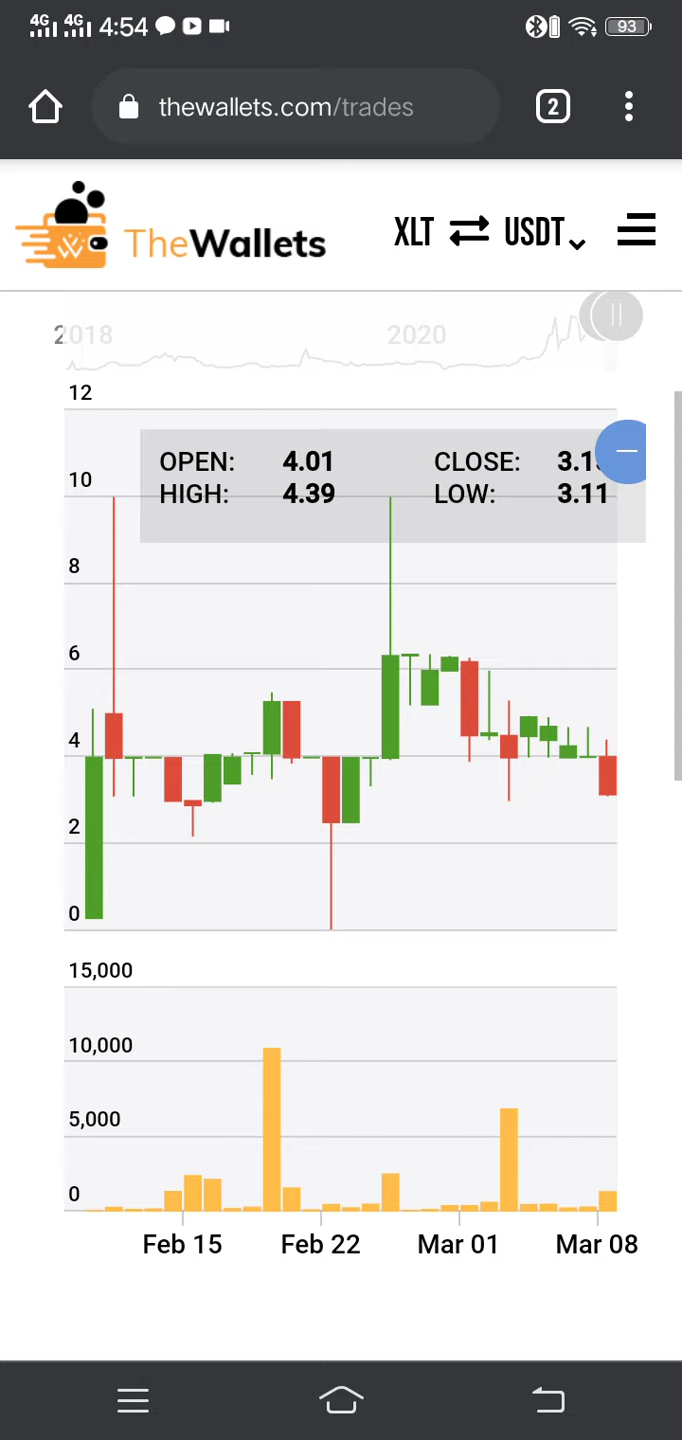 4G 4G 4:54 93
thewallets.com/trades 2
TheWallets XLT USDT
2018 2020
12
OPEN: 4.01 CLOSE:
10
HIGH: 4.39 LOW: 3.11
8
6
4
2
0
15,000
10,000
5,000
0
Feb 15 Feb 22 Mar 01 Mar 08